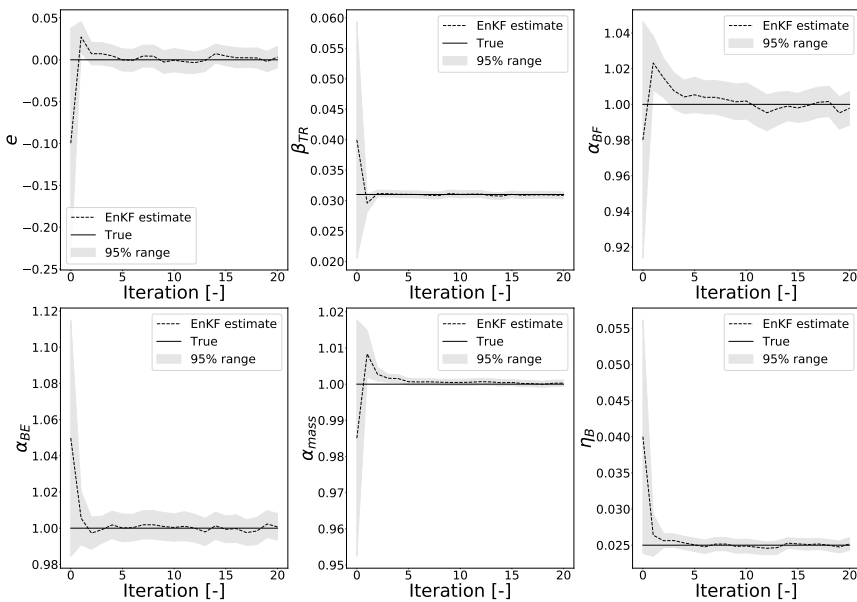 0.05
0.00
−0.05
−0.10
−0.15
−0.20
−0.25
e
EnKF estimate
True
95% range
0 5 10 15 20
Iteration [-]
0.060
0.055
0.050
0.045
0.040
0.035
0.030
0.025
0.020
β_TR
EnKF estimate
True
95% range
0 5 10 15 20
Iteration [-]
1.04
1.02
1.00
0.98
0.96
0.94
0.92
α_BF
EnKF estimate
True
95% range
0 5 10 15 20
Iteration [-]
1.12
1.10
1.08
1.06
1.04
1.02
1.00
0.98
α_BE
EnKF estimate
True
95% range
0 5 10 15 20
Iteration [-]
1.02
1.01
1.00
0.99
0.98
0.97
0.96
0.95
α_mass
EnKF estimate
True
95% range
0 5 10 15 20
Iteration [-]
0.055
0.050
0.045
0.040
0.035
0.030
0.025
η_B
EnKF estimate
True
95% range
0 5 10 15 20
Iteration [-]